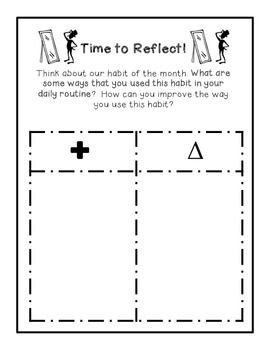 Time to Reflect!
Think about our habit of the month. What are
some ways that you used this habit in your
daily routine? How can you improve the way
you use this habit?
+ Δ